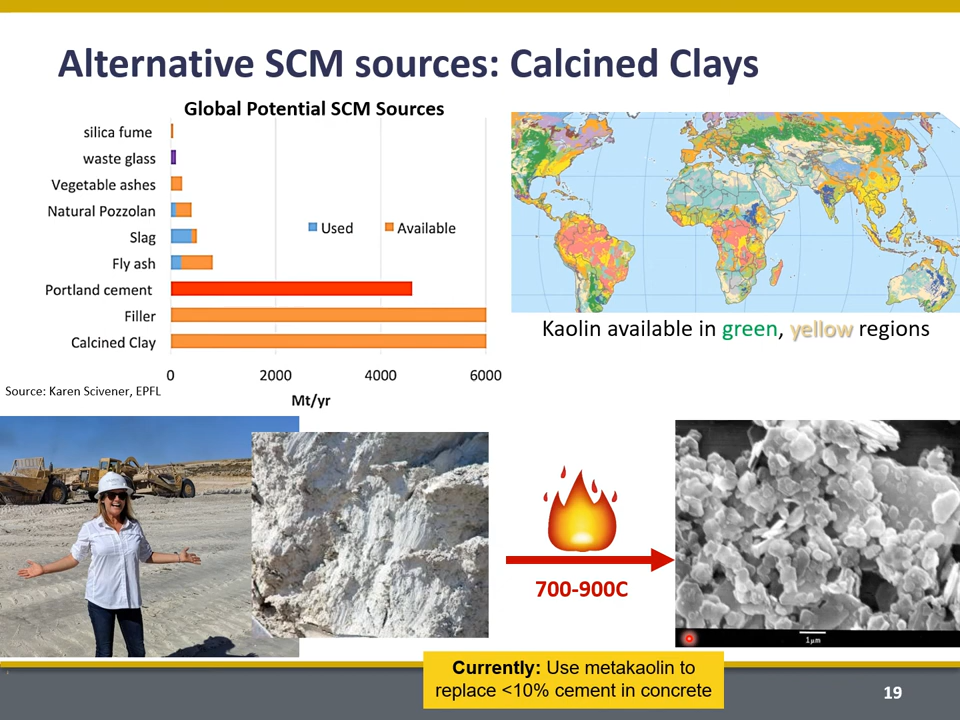 Alternative SCM sources: Calcined Clays
Global Potential SCM Sources
silica fume
waste glass
Vegetable ashes
Natural Pozzolan
Slag
Fly ash
Portland cement
Filler
Calcined Clay
Used
Available
0 2000 4000 6000
Mt/yr
Source: Karen Scivener, EPFL
Kaolin available in green, yellow regions
700-900C
1µm
Currently: Use metakaolin to
replace <10% cement in concrete
19